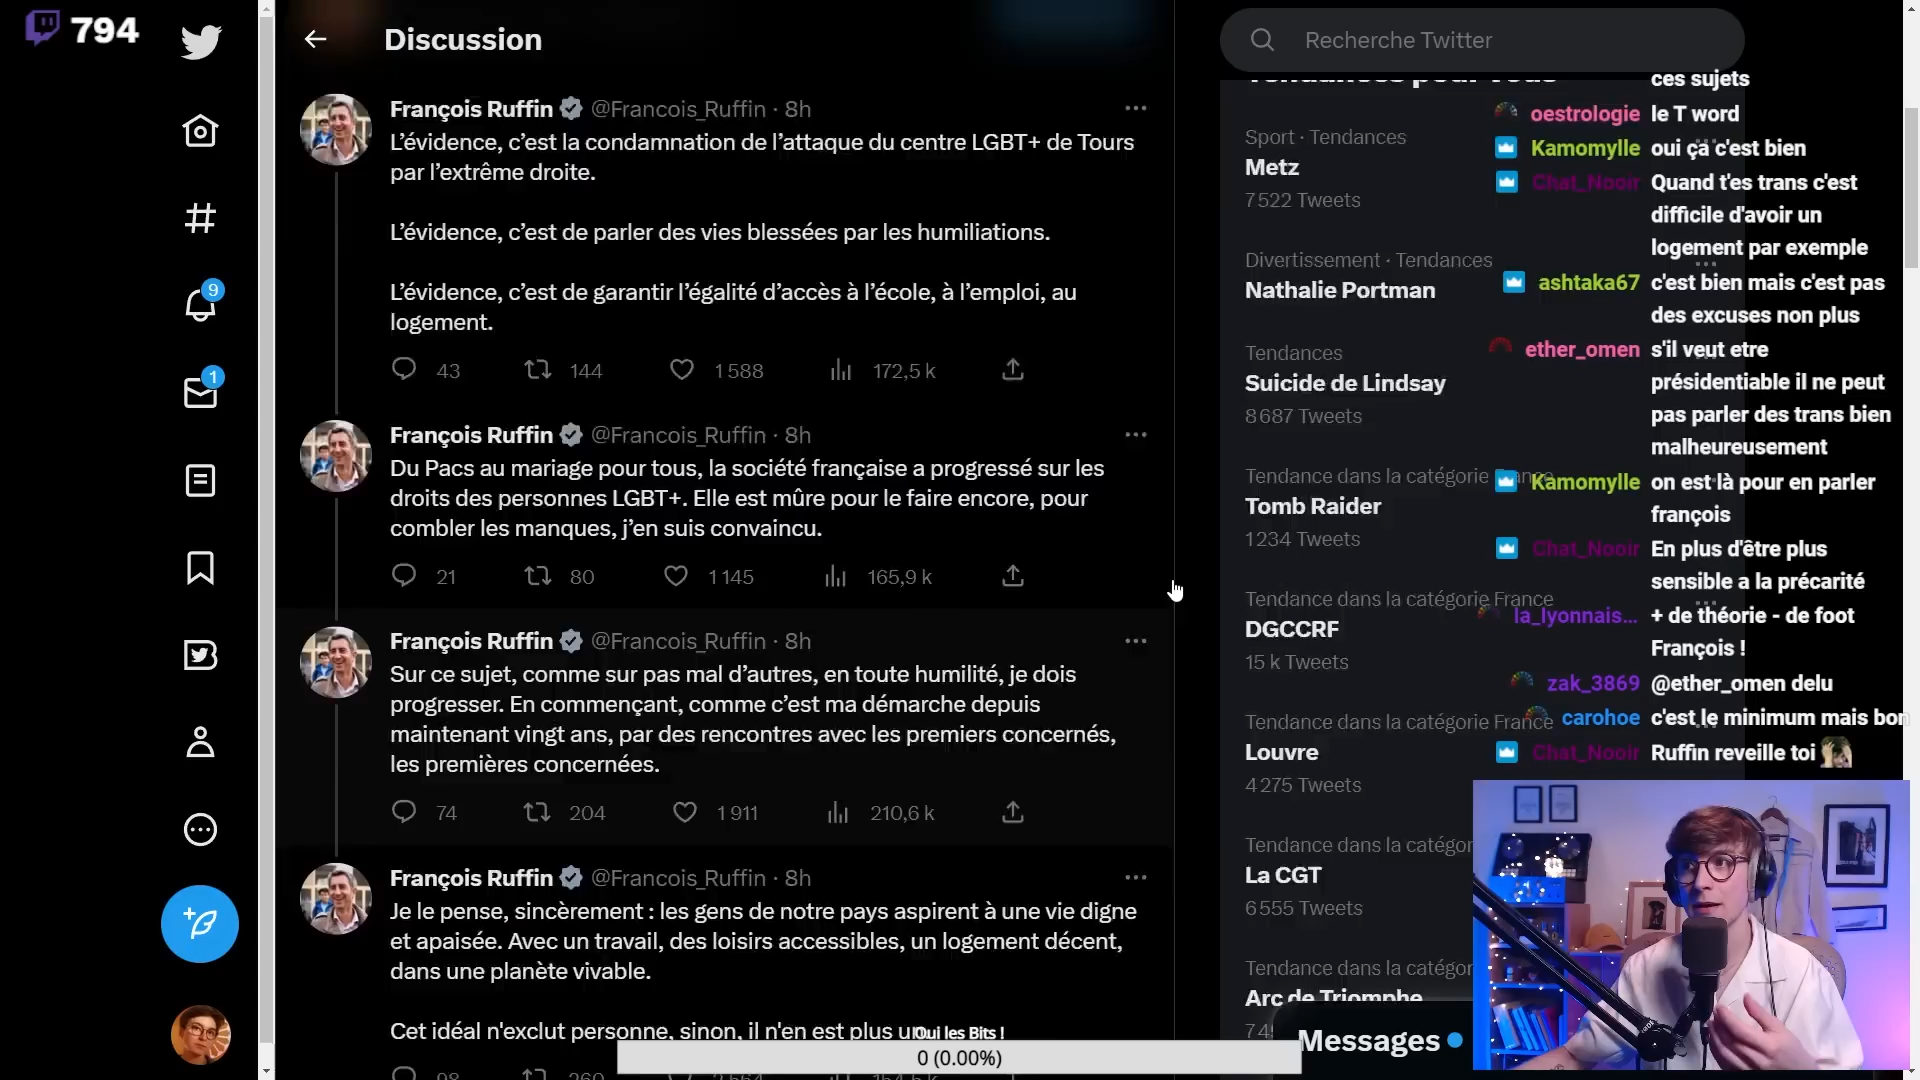 794
Discussion
François Ruffin @Francois_Ruffin · 8h
L’évidence, c’est la condamnation de l’attaque du centre LGBT+ de Tours
par l’extrême droite.
L’évidence, c’est de parler des vies blessées par les humiliations.
L’évidence, c’est de garantir l’égalité d’accès à l’école, à l’emploi, au
logement.
43 144 1 588 172,5 k
François Ruffin @Francois_Ruffin · 8h
Du Pacs au mariage pour tous, la société française a progressé sur les
droits des personnes LGBT+. Elle est mûre pour le faire encore, pour
combler les manques, j’en suis convaincu.
21 80 1 145 165,9 k
François Ruffin @Francois_Ruffin · 8h
Sur ce sujet, comme sur pas mal d’autres, en toute humilité, je dois
progresser. En commençant, comme c’est ma démarche depuis
maintenant vingt ans, par des rencontres avec les premiers concernés,
les premières concernées.
74 204 1 911 210,6 k
François Ruffin @Francois_Ruffin · 8h
Je le pense, sincèrement : les gens de notre pays aspirent à une vie digne
et apaisée. Avec un travail, des loisirs accessibles, un logement décent,
dans une planète vivable.
Cet idéal n'exclut personne, sinon, il n'en est plus
Oui les Bits !
0 (0.00%)
9
1
Recherche Twitter
Tendances pour vous
Sport · Tendances
Metz
7 522 Tweets
Divertissement · Tendances
Nathalie Portman
Tendances
Suicide de Lindsay
8 687 Tweets
Tendance dans la catégorie France
Tomb Raider
1 234 Tweets
Tendance dans la catégorie France
DGCCRF
15 k Tweets
Tendance dans la catégorie France
Louvre
4 275 Tweets
Tendance dans la catégor
La CGT
6 555 Tweets
Tendance dans la catégor
Arc de Triomphe
Messages
ces sujets
oestrologie le T word
Kamomylle oui ça c'est bien
Chat_Nooir Quand t'es trans c'est
difficile d'avoir un
logement par exemple
ashtaka67 c'est bien mais c'est pas
des excuses non plus
ether_omen s'il veut etre
présidentiable il ne peut
pas parler des trans bien
malheureusement
Kamomylle on est là pour en parler
françois
Chat_Nooir En plus d'être plus
sensible a la précarité
la_lyonnais... + de théorie - de foot
François !
zak_3869 @ether_omen delu
carohoe c'est le minimum mais bon
Chat_Nooir Ruffin reveille toi